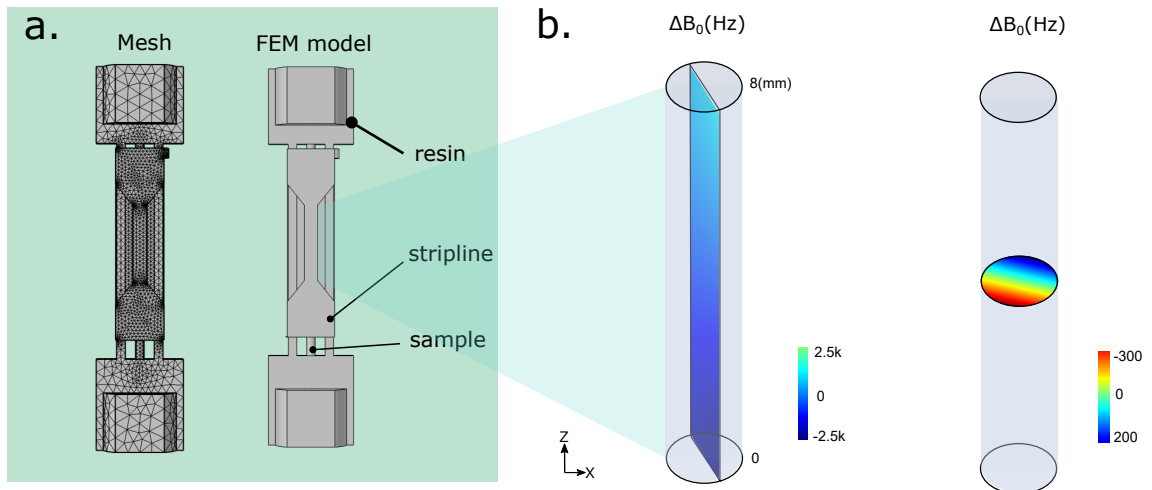 a.
Mesh
FEM model
resin
stripline
sample
b.
ΔB₀(Hz)
8(mm)
0
2.5k
0
-2.5k
Z
X
ΔB₀(Hz)
-300
0
200